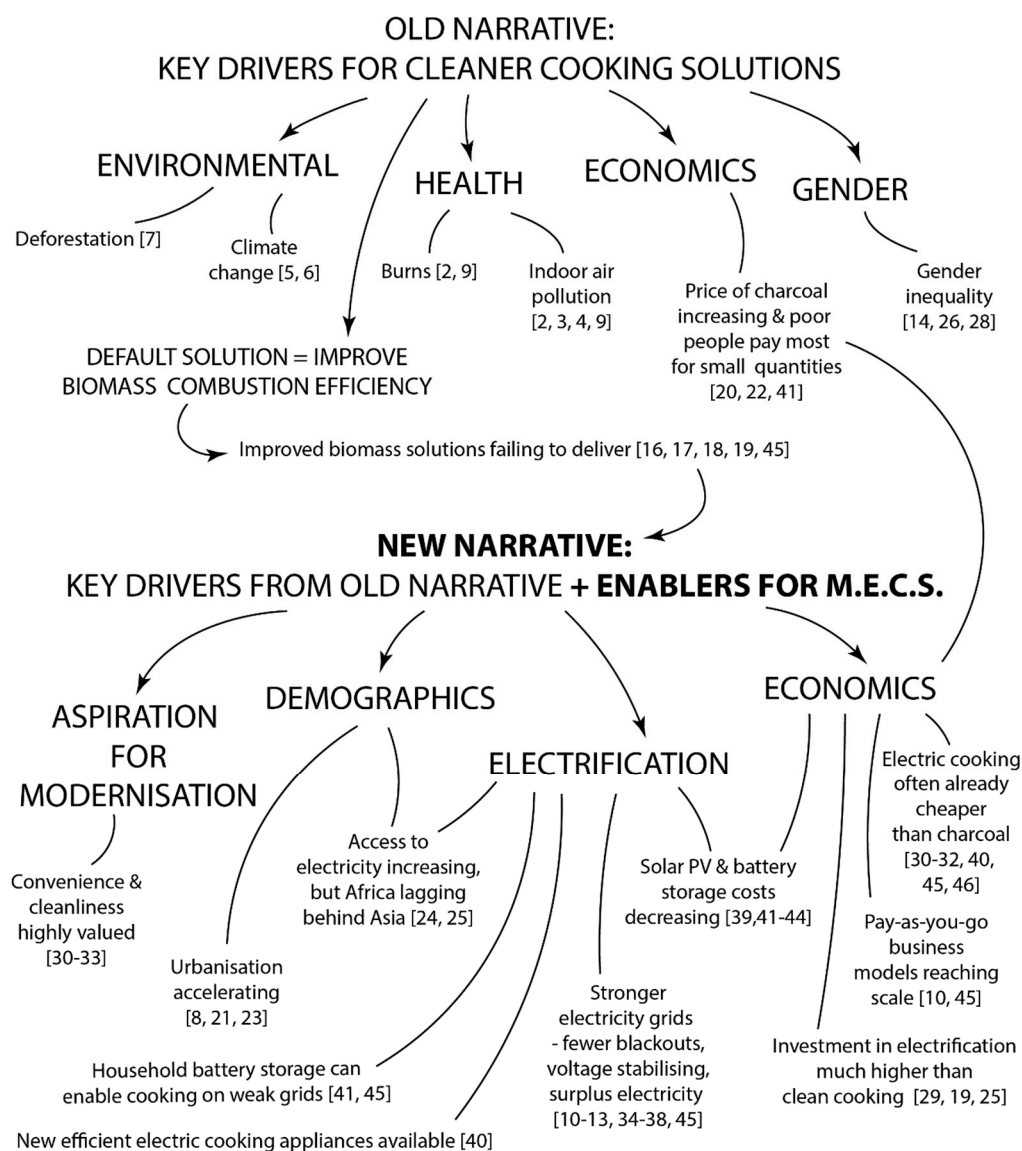 OLD NARRATIVE:
KEY DRIVERS FOR CLEANER COOKING SOLUTIONS
ENVIRONMENTAL
HEALTH
ECONOMICS
GENDER
Deforestation [7]
Climate
change [5, 6]
Burns [2, 9]
Indoor air
pollution
[2, 3, 4, 9]
Price of charcoal
increasing & poor
people pay most
for small quantities
[20, 22, 41]
Gender
inequality
[14, 26, 28]
DEFAULT SOLUTION = IMPROVE
BIOMASS COMBUSTION EFFICIENCY
Improved biomass solutions failing to deliver [16, 17, 18, 19, 45]
NEW NARRATIVE:
KEY DRIVERS FROM OLD NARRATIVE + ENABLERS FOR M.E.C.S.
ASPIRATION
FOR
MODERNISATION
DEMOGRAPHICS
ELECTRIFICATION
ECONOMICS
Convenience &
cleanliness
highly valued
[30-33]
Urbanisation
accelerating
[8, 21, 23]
Access to
electricity increasing,
but Africa lagging
behind Asia [24, 25]
Household battery storage can
enable cooking on weak grids [41, 45]
New efficient electric cooking appliances available [40]
Stronger
electricity grids
- fewer blackouts,
voltage stabilising,
surplus electricity
[10-13, 34-38, 45]
Solar PV & battery
storage costs
decreasing [39,41-44]
Electric cooking
often already
cheaper
than charcoal
[30-32, 40,
45, 46]
Pay-as-you-go
business
models reaching
scale [10, 45]
Investment in electrification
much higher than
clean cooking [29, 19, 25]